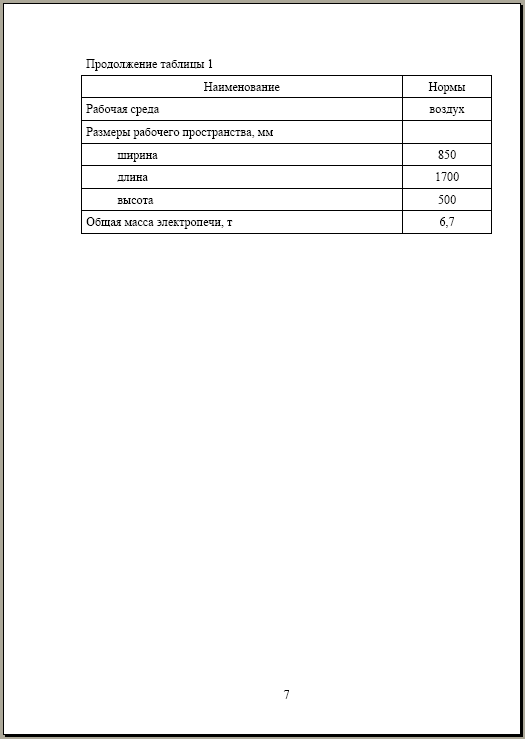 Продолжение таблицы 1
Наименование Нормы
Рабочая среда воздух
Размеры рабочего пространства, мм
ширина 850
длина 1700
высота 500
Общая масса электропечи, т 6,7
7